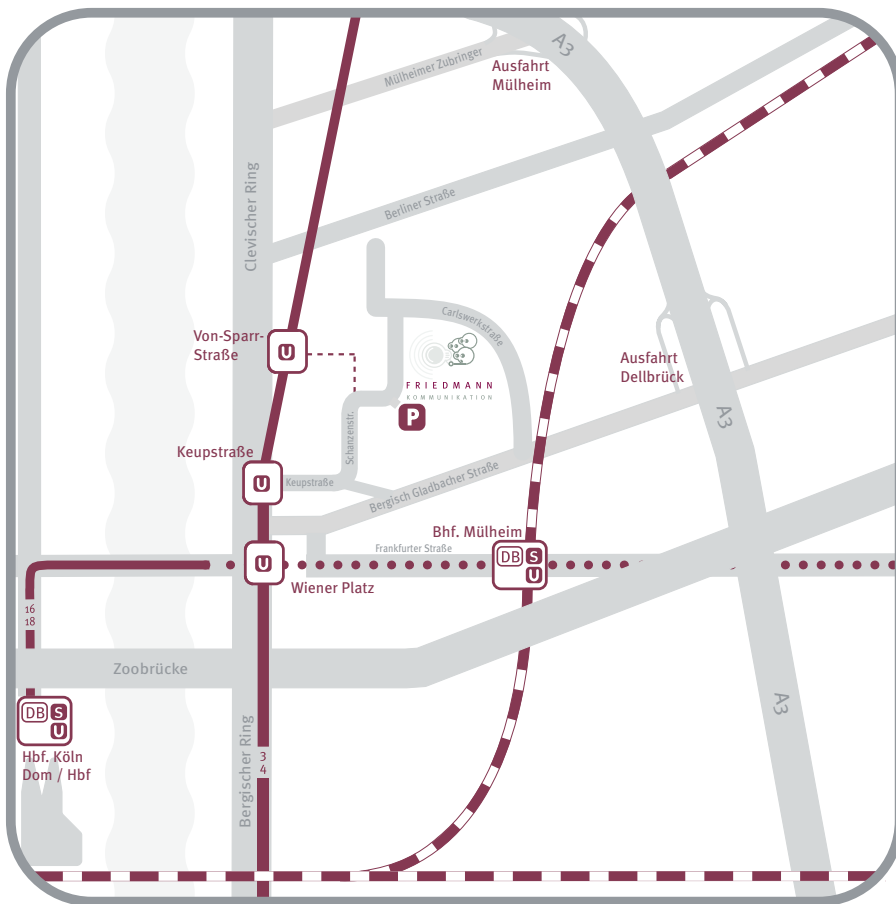 A3
Mülheimer Zubringer
Ausfahrt
Mülheim
Clevischer Ring
Berliner Straße
Von-Sparr-
Straße
U
Carlswerkstraße
FRIEDMANN
KOMMUNIKATION
P
Ausfahrt
Dellbrück
A3
Schanzenstr.
Keupstraße
U
Keupstraße
Bergisch Gladbacher Straße
Bhf. Mülheim
DB S
U
Frankfurter Straße
U
Wiener Platz
16
18
Zoobrücke
A3
DB S
U
Hbf. Köln
Dom / Hbf
Bergischer Ring
3
4